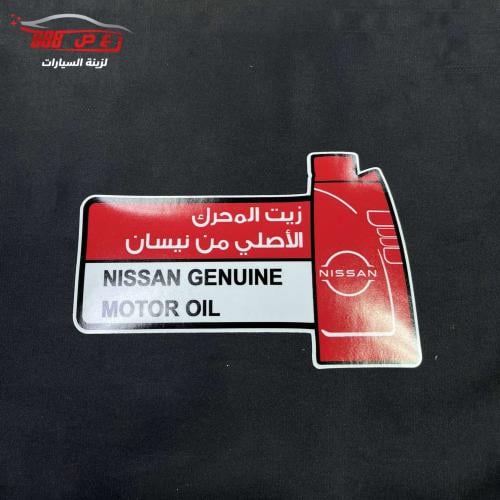 لزينة السيارات
زيت المحرك
الأصلي من نيسان
NISSAN GENUINE
MOTOR OIL
NISSAN